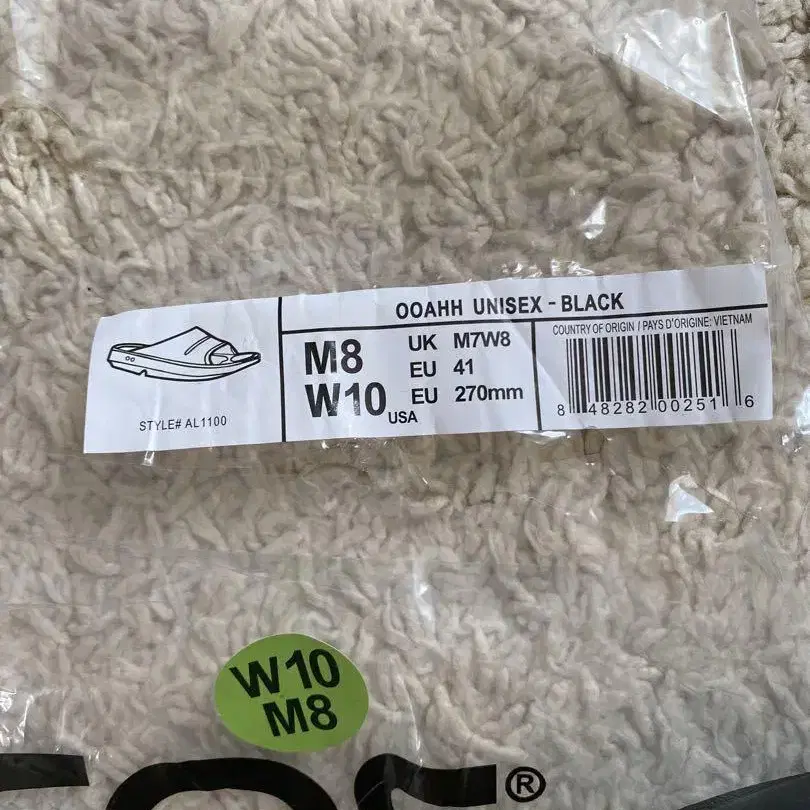 OOAHH UNISEX - BLACK
M8
W10
USA
UK M7W8
EU 41
EU 270mm
COUNTRY OF ORIGIN / PAYS D'ORIGINE: VIETNAM
8 48282 00251 6
STYLE# AL1100
W10
M8
®